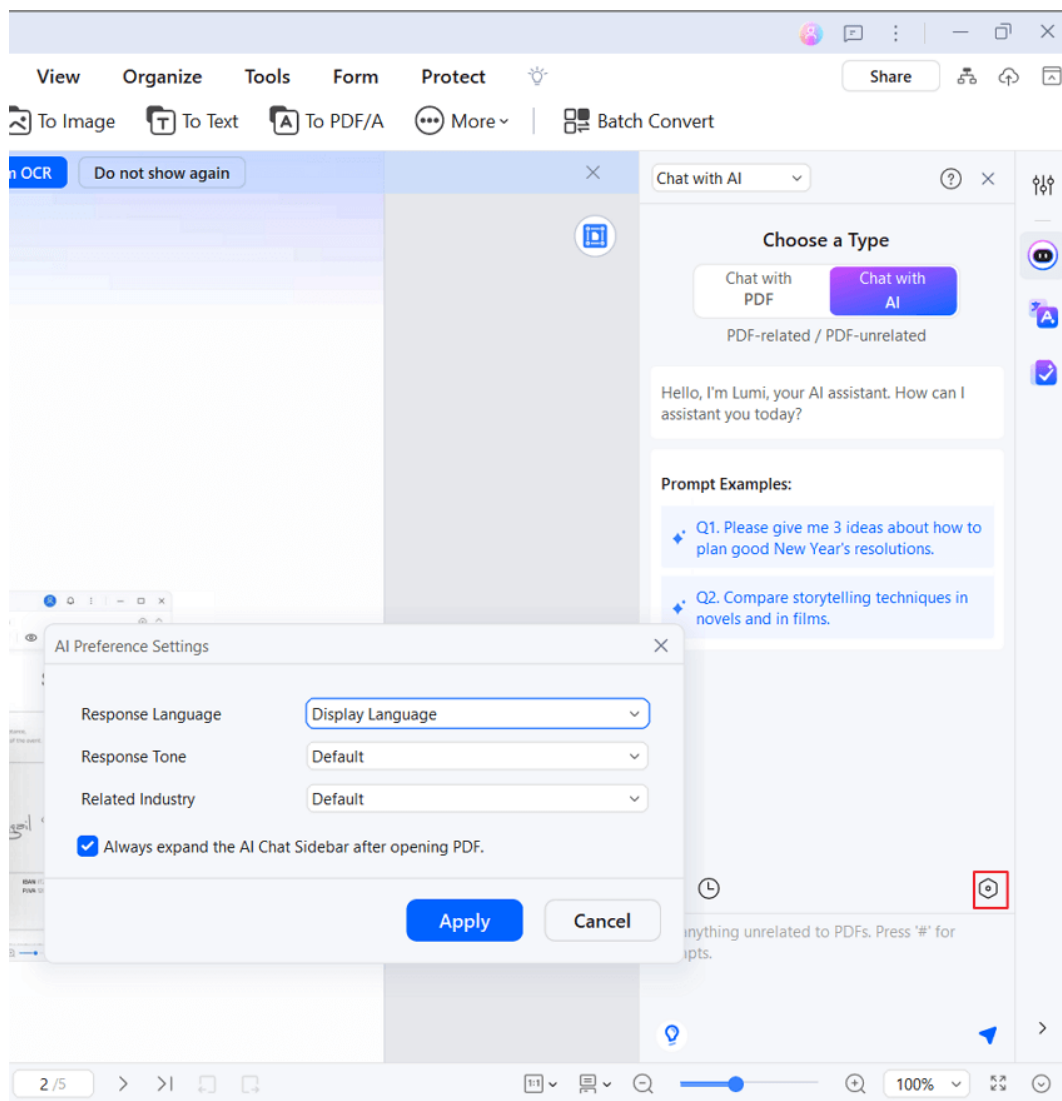 View Organize Tools Form Protect Share
To Image To Text To PDF/A More Batch Convert
OCR Do not show again
Chat with AI
Choose a Type
Chat with PDF
Chat with AI
PDF-related / PDF-unrelated
Hello, I'm Lumi, your AI assistant. How can I
assistant you today?
Prompt Examples:
Q1. Please give me 3 ideas about how to
plan good New Year's resolutions.
Q2. Compare storytelling techniques in
novels and in films.
AI Preference Settings
Response Language Display Language
Response Tone Default
Related Industry Default
Always expand the AI Chat Sidebar after opening PDF.
Apply Cancel
nything unrelated to PDFs. Press '#' for
pts.
2 /5
1:1
100%